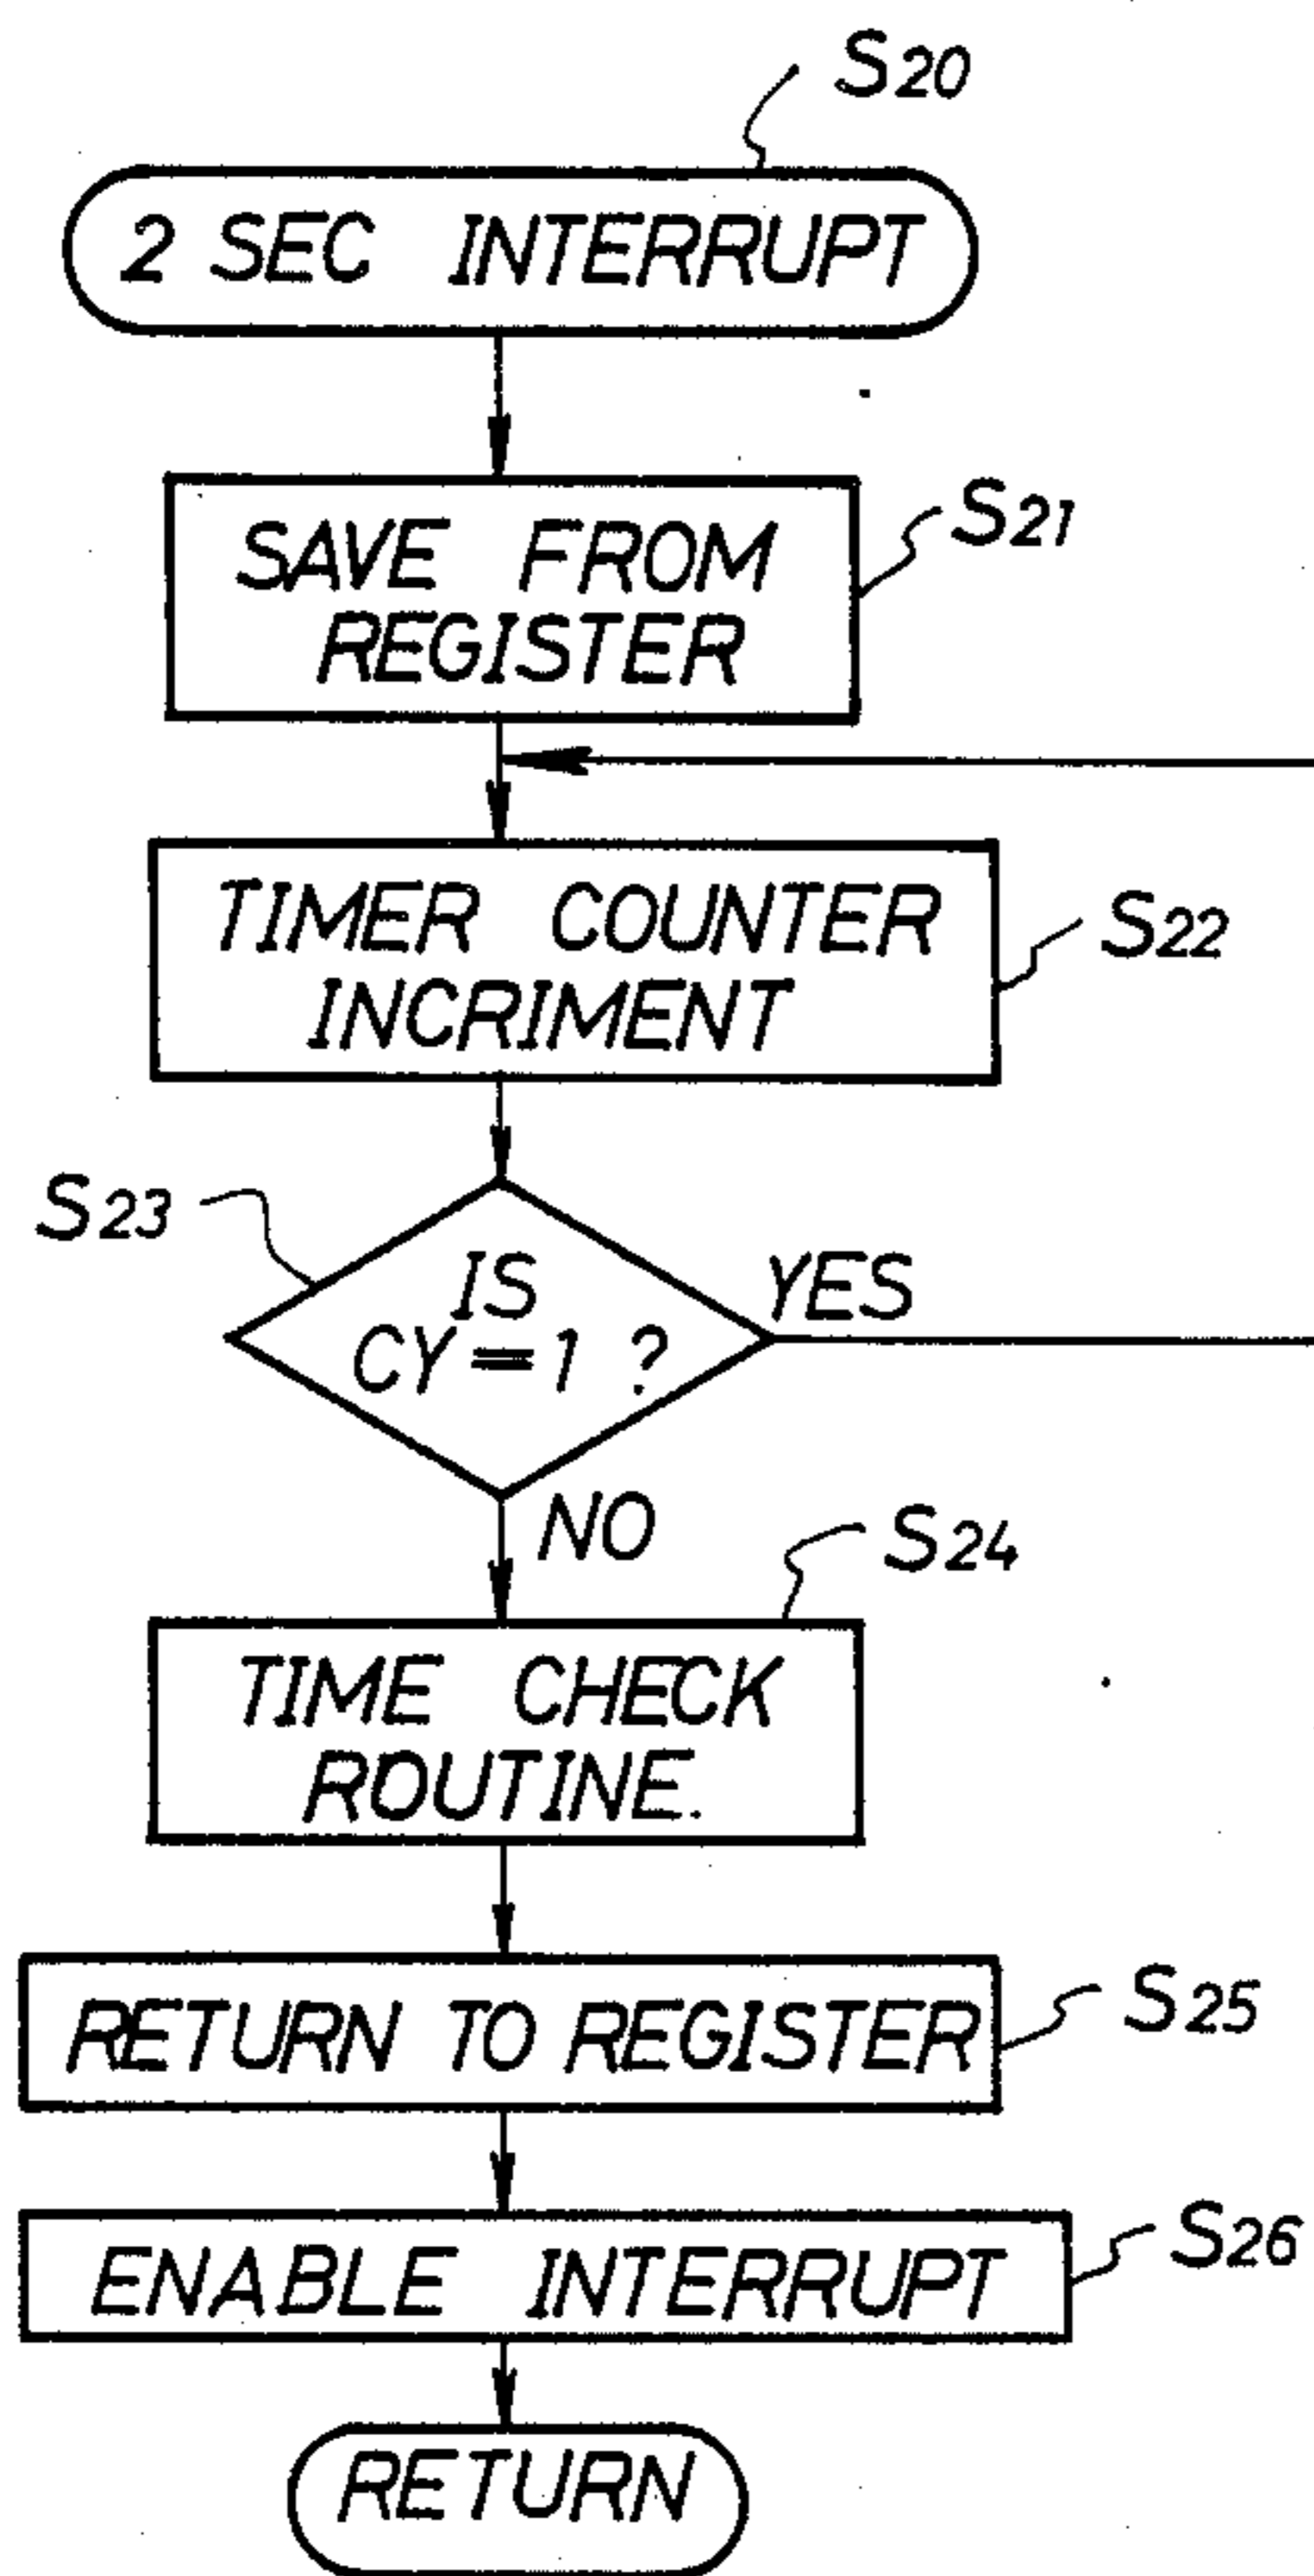 S20
2 SEC INTERRUPT
SAVE FROM
REGISTER
S21
TIMER COUNTER
INCRIMENT
S22
S23
IS
CY=1 ?
YES
NO
S24
TIME CHECK
ROUTINE.
RETURN TO REGISTER
S25
ENABLE INTERRUPT
S26
RETURN